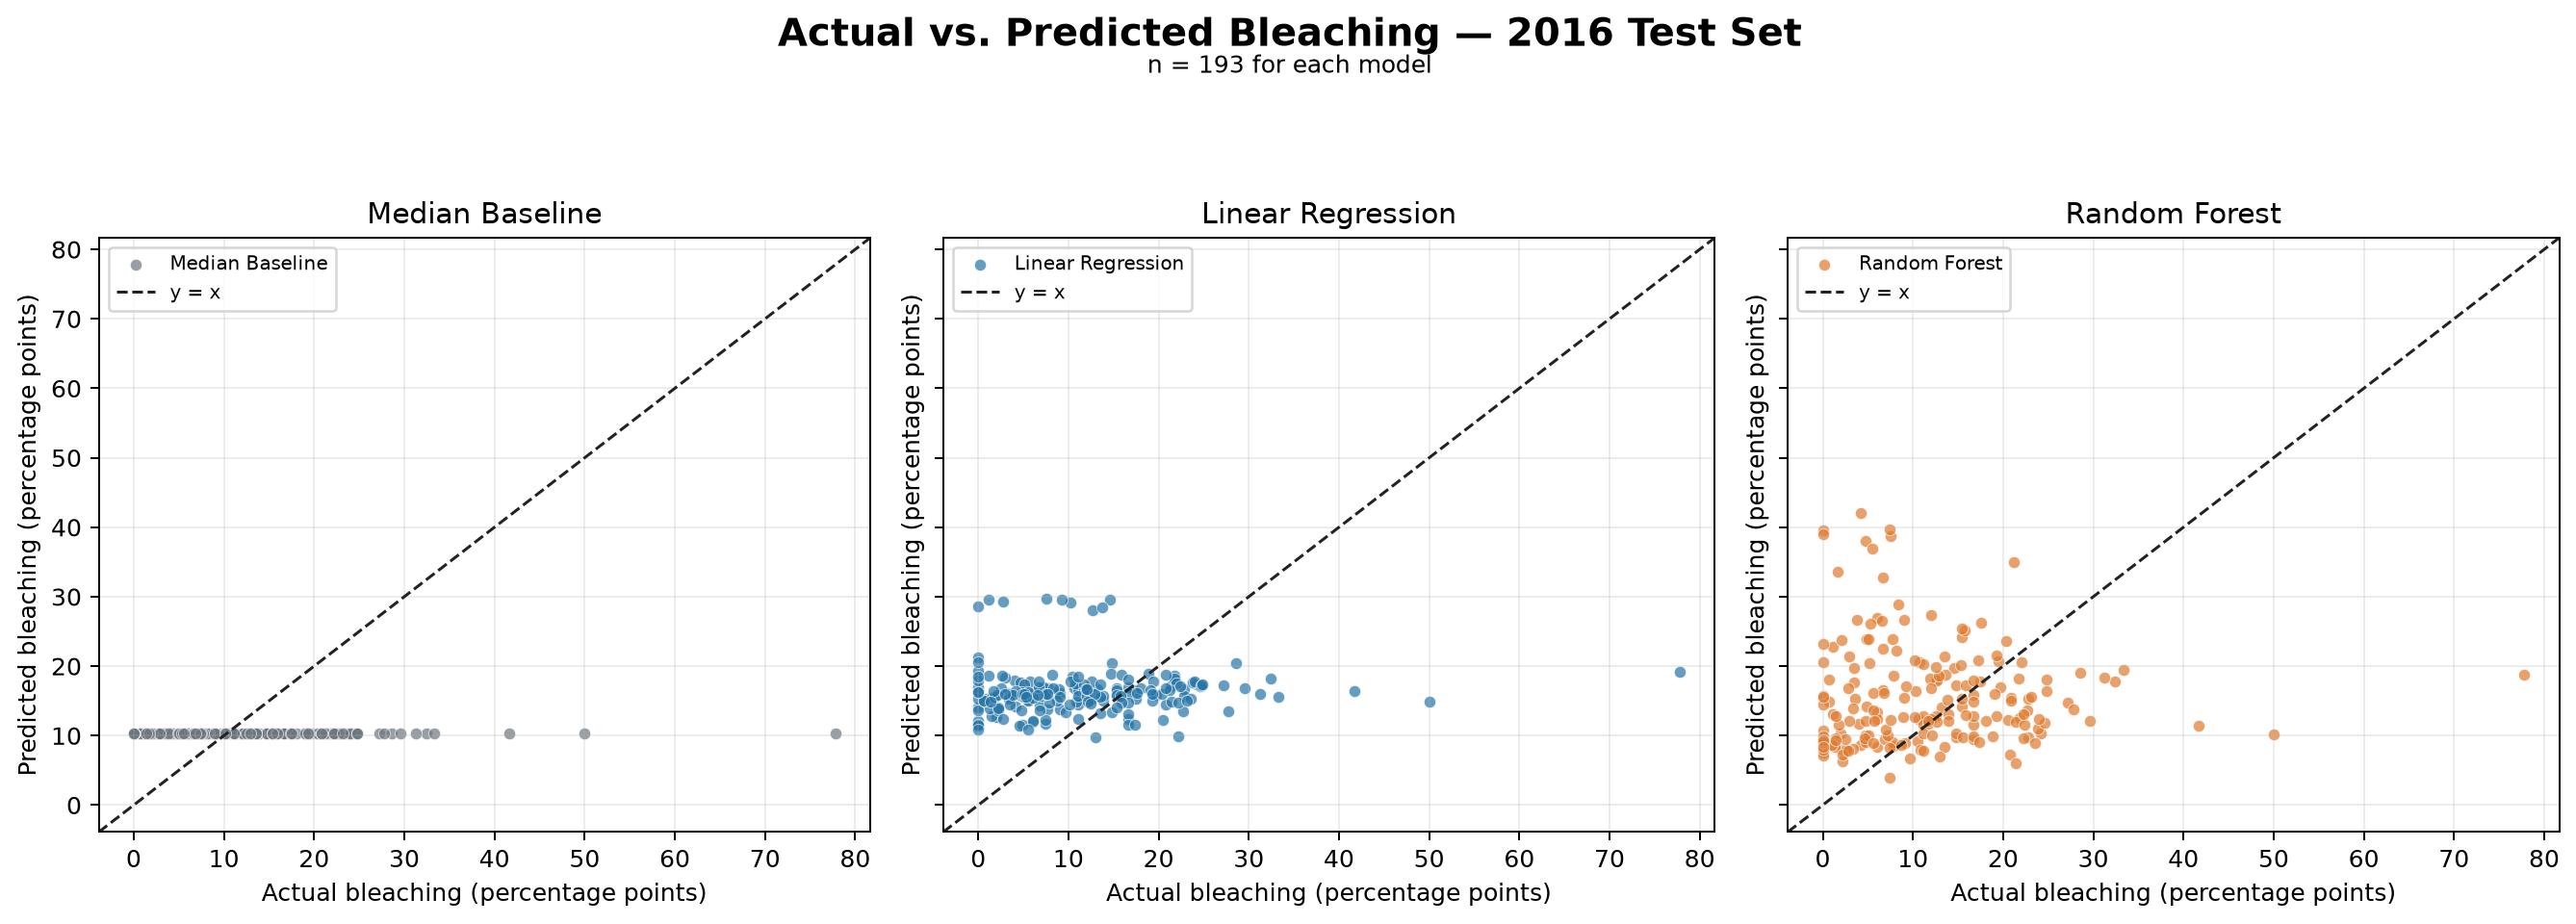 Actual vs. Predicted Bleaching — 2016 Test Set
n = 193 for each model
Median Baseline
Median Baseline
y = x
80
70
60
50
40
30
20
10
0
Predicted bleaching (percentage points)
0 10 20 30 40 50 60 70 80
Actual bleaching (percentage points)
Linear Regression
Linear Regression
y = x
Predicted bleaching (percentage points)
0 10 20 30 40 50 60 70 80
Actual bleaching (percentage points)
Random Forest
Random Forest
y = x
Predicted bleaching (percentage points)
0 10 20 30 40 50 60 70 80
Actual bleaching (percentage points)